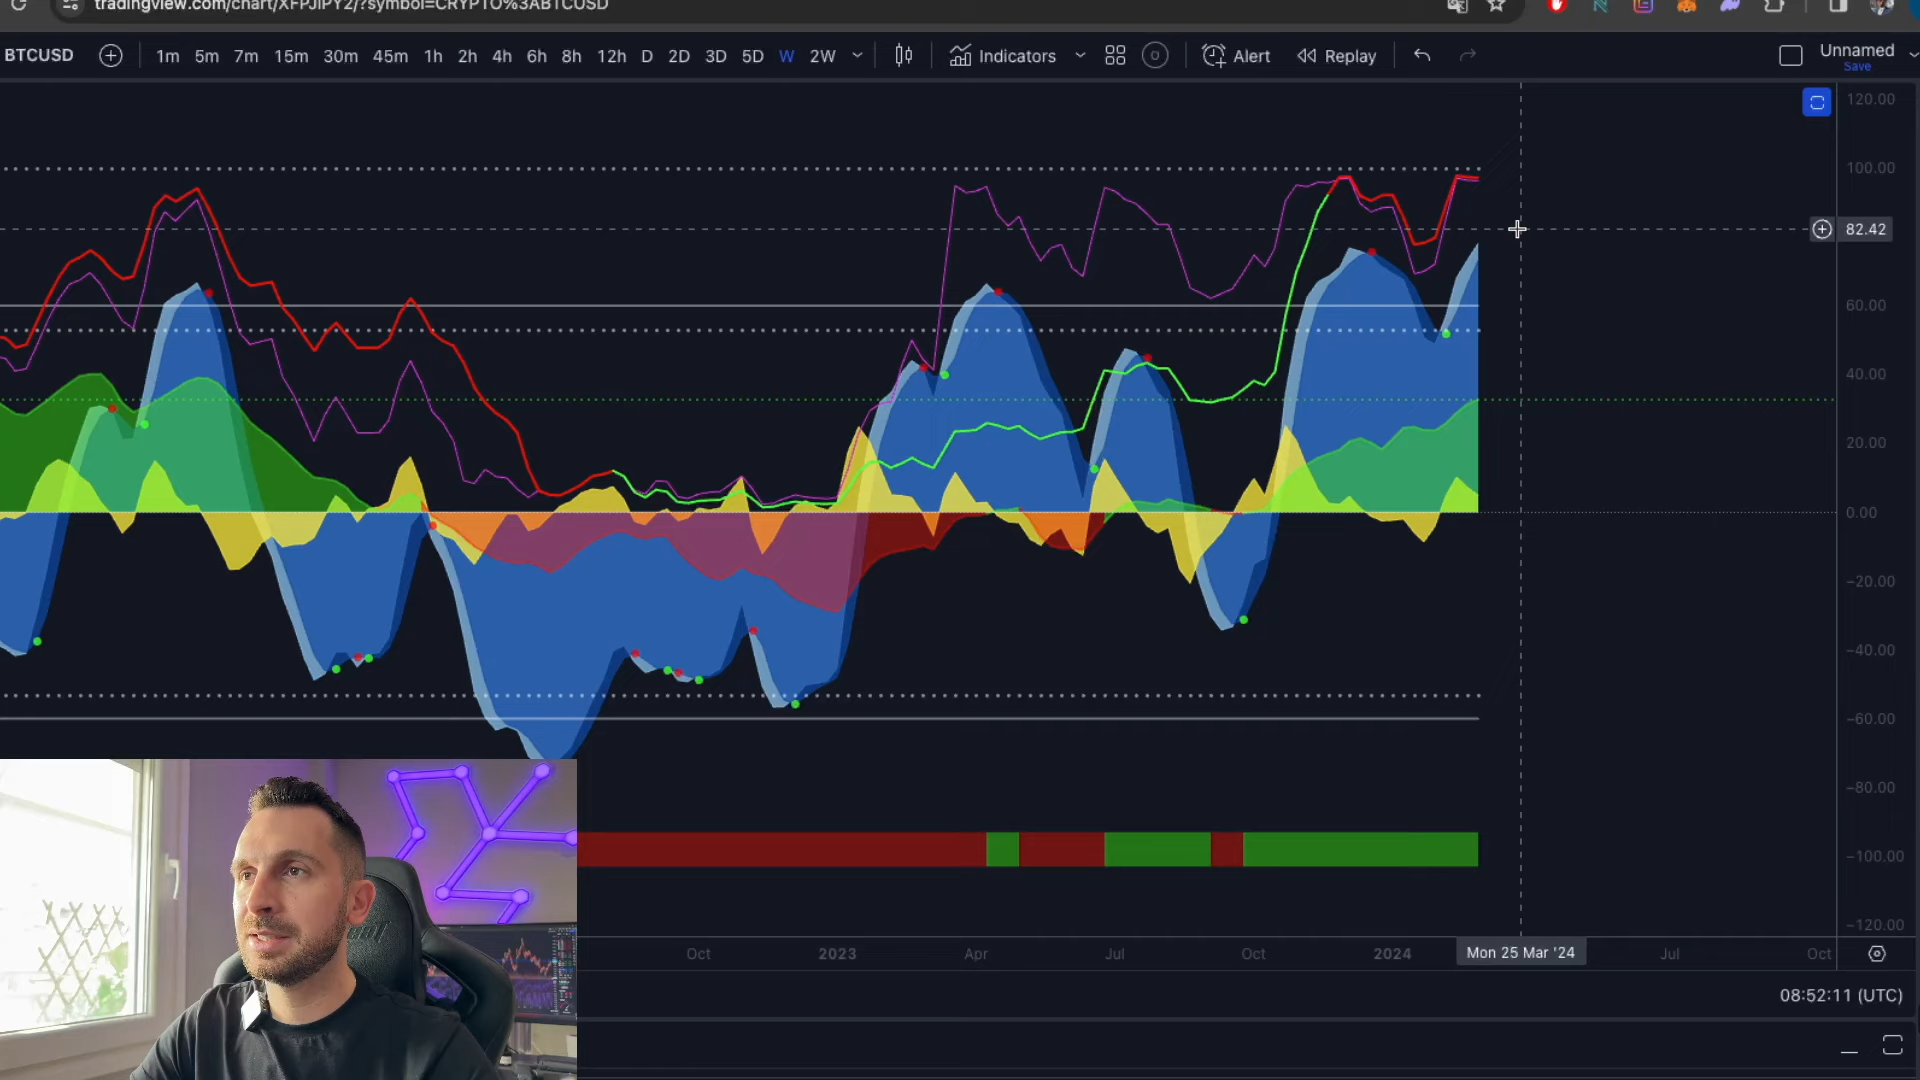 tradingview.com/chart/XFPJIPY2/?symbol=CRYPTO%3ABTCUSD
BTCUSD 1m 5m 7m 15m 30m 45m 1h 2h 4h 6h 8h 12h D 2D 3D 5D W 2W Indicators Alert Replay Unnamed
Save
120.00
100.00
82.42
60.00
40.00
20.00
0.00
−20.00
−40.00
−60.00
−80.00
−100.00
−120.00
Oct 2023 Apr Jul Oct 2024 Mon 25 Mar '24 Jul Oct
08:52:11 (UTC)